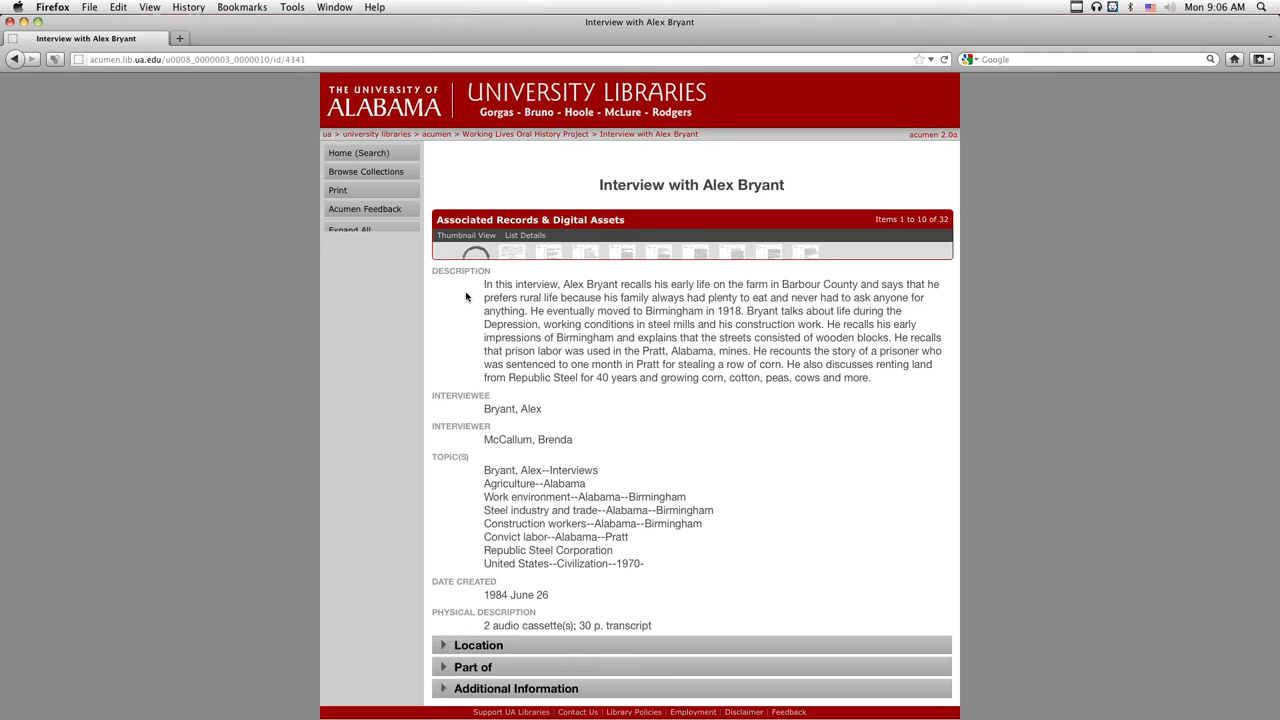 Firefox File Edit View History Bookmarks Tools Window Help Mon 9:06 AM
Interview with Alex Bryant
Interview with Alex Bryant
acumen.lib.ua.edu/u0008_0000003_0000010/id/4341 Google
THE UNIVERSITY OF
ALABAMA
UNIVERSITY LIBRARIES
Gorgas - Bruno - Hoole - McLure - Rodgers
ua > university libraries > acumen > Working Lives Oral History Project > Interview with Alex Bryant acumen 2.0α
Home (Search)
Browse Collections
Print
Acumen Feedback
Expand All
Interview with Alex Bryant
Associated Records & Digital Assets Items 1 to 10 of 32
Thumbnail View List Details
DESCRIPTION
In this interview, Alex Bryant recalls his early life on the farm in Barbour County and says that he
prefers rural life because his family always had plenty to eat and never had to ask anyone for
anything. He eventually moved to Birmingham in 1918. Bryant talks about life during the
Depression, working conditions in steel mills and his construction work. He recalls his early
impressions of Birmingham and explains that the streets consisted of wooden blocks. He recalls
that prison labor was used in the Pratt, Alabama, mines. He recounts the story of a prisoner who
was sentenced to one month in Pratt for stealing a row of corn. He also discusses renting land
from Republic Steel for 40 years and growing corn, cotton, peas, cows and more.
INTERVIEWEE
Bryant, Alex
INTERVIEWER
McCallum, Brenda
TOPIC(S)
Bryant, Alex--Interviews
Agriculture--Alabama
Work environment--Alabama--Birmingham
Steel industry and trade--Alabama--Birmingham
Construction workers--Alabama--Birmingham
Convict labor--Alabama--Pratt
Republic Steel Corporation
United States--Civilization--1970-
DATE CREATED
1984 June 26
PHYSICAL DESCRIPTION
2 audio cassette(s); 30 p. transcript
Location
Part of
Additional Information
Support UA Libraries | Contact Us | Library Policies | Employment | Disclaimer | Feedback